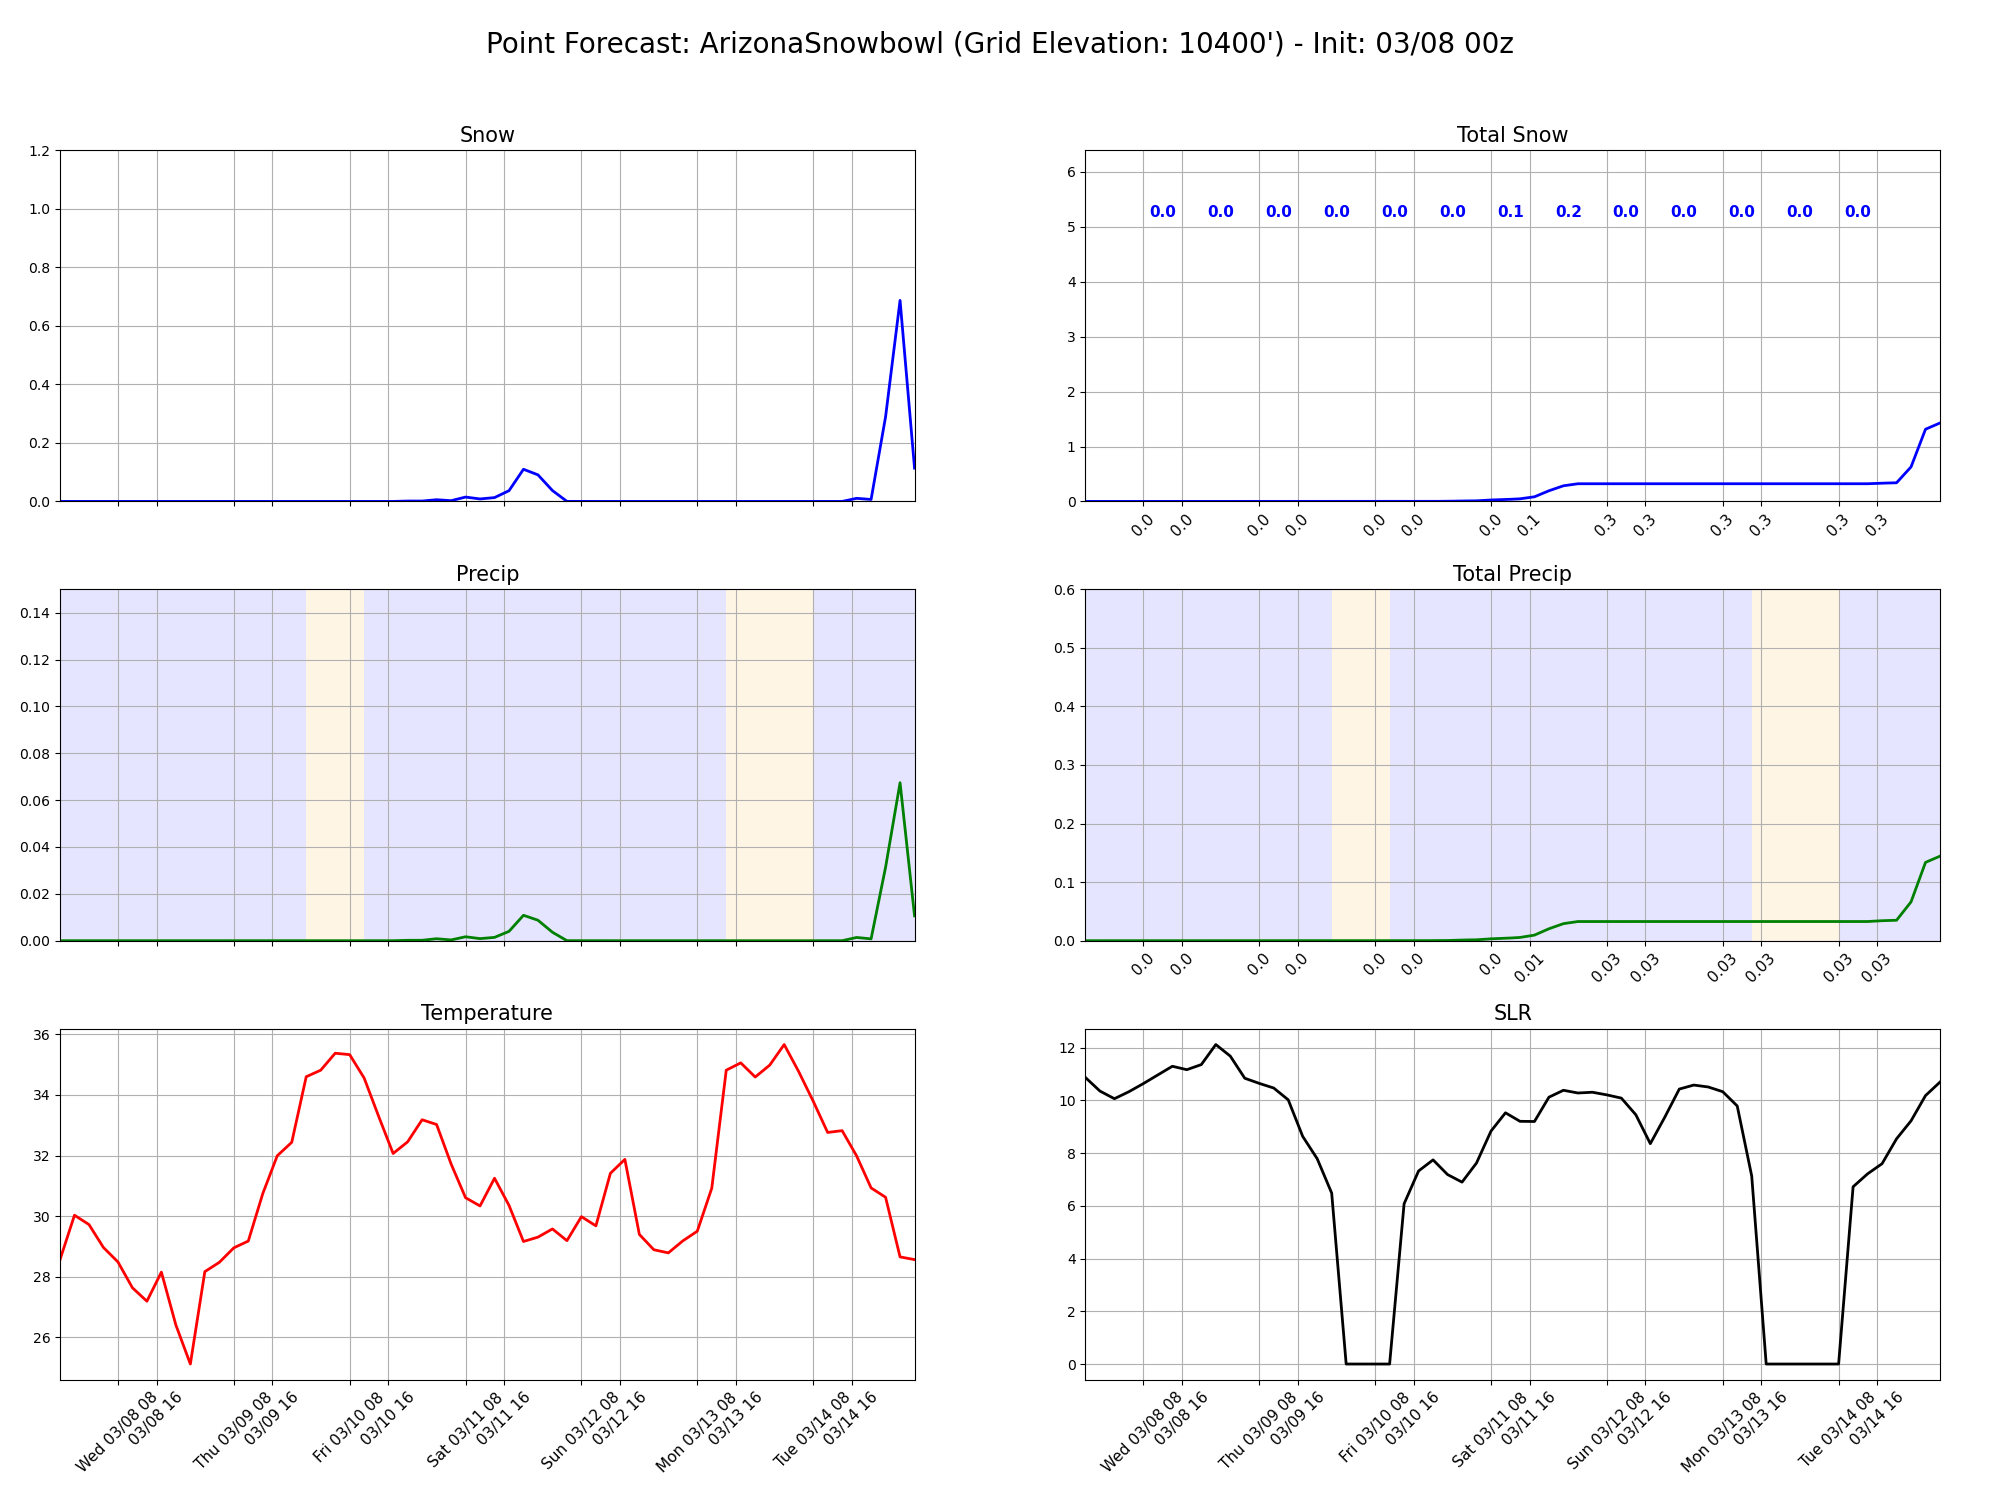 Point Forecast: ArizonaSnowbowl (Grid Elevation: 10400') - Init: 03/08 00z
Snow
1.2
1.0
0.8
0.6
0.4
0.2
0.0
Total Snow
6
5
4
3
2
1
0
0.0 0.0 0.0 0.0 0.0 0.0 0.1 0.2 0.0 0.0 0.0 0.0 0.0
0.0 0.0 0.0 0.0 0.0 0.0 0.0 0.1 0.3 0.3 0.3 0.3 0.3 0.3
Precip
0.14
0.12
0.10
0.08
0.06
0.04
0.02
0.00
Total Precip
0.6
0.5
0.4
0.3
0.2
0.1
0.0
0.0 0.0 0.0 0.0 0.0 0.0 0.0 0.01 0.03 0.03 0.03 0.03 0.03 0.03
Temperature
36
34
32
30
28
26
Wed 03/08 08
03/08 16
Thu 03/09 08
03/09 16
Fri 03/10 08
03/10 16
Sat 03/11 08
03/11 16
Sun 03/12 08
03/12 16
Mon 03/13 08
03/13 16
Tue 03/14 08
03/14 16
SLR
12
10
8
6
4
2
0
Wed 03/08 08
03/08 16
Thu 03/09 08
03/09 16
Fri 03/10 08
03/10 16
Sat 03/11 08
03/11 16
Sun 03/12 08
03/12 16
Mon 03/13 08
03/13 16
Tue 03/14 08
03/14 16